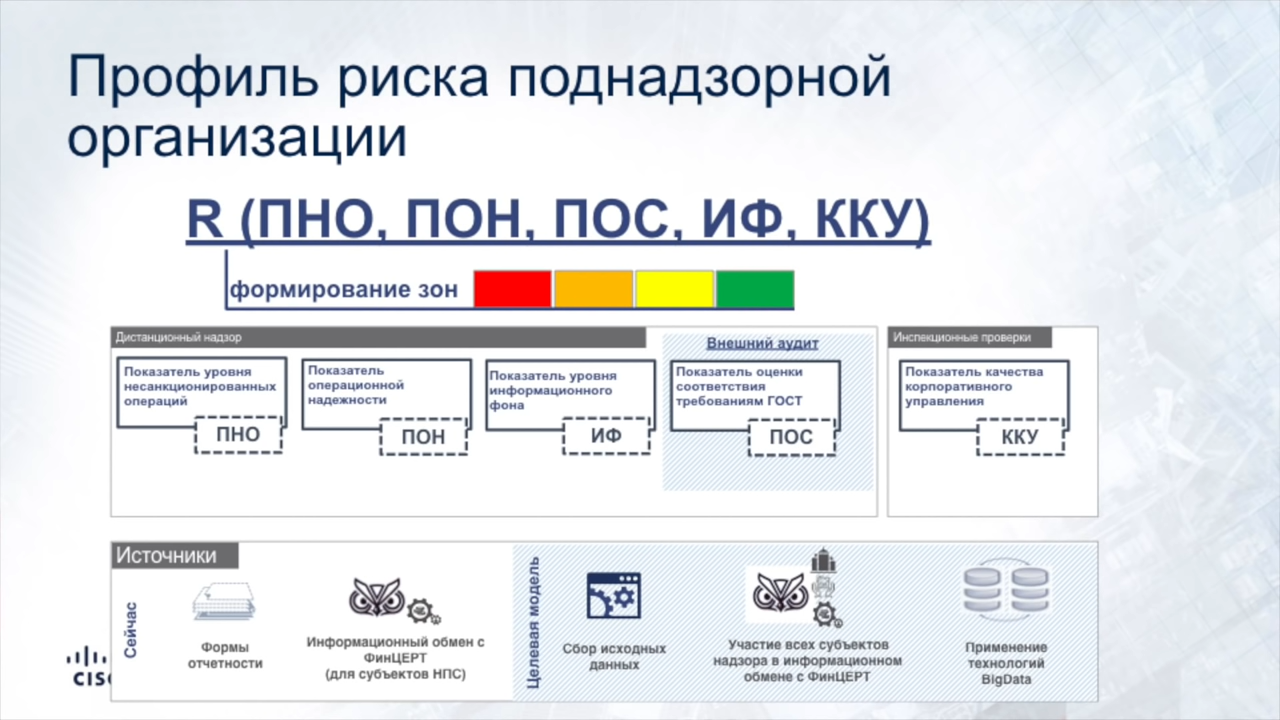 Профиль риска поднадзорной
организации
R (ПНО, ПОН, ПОС, ИФ, ККУ)
формирование зон
Дистанционный надзор
Внешний аудит
Инспекционные проверки
Показатель уровня
несанкционированных
операций
ПНО
Показатель
операционной
надежности
ПОН
Показатель уровня
информационного
фона
ИФ
Показатель оценки
соответствия
требованиям ГОСТ
ПОС
Показатель качества
корпоративного
управления
ККУ
Источники
Сейчас
Формы
отчетности
Информационный обмен с
ФинЦЕРТ
(для субъектов НПС)
Целевая модель
Сбор исходных
данных
Участие всех субъектов
надзора в информационном
обмене с ФинЦЕРТ
Применение
технологий
BigData